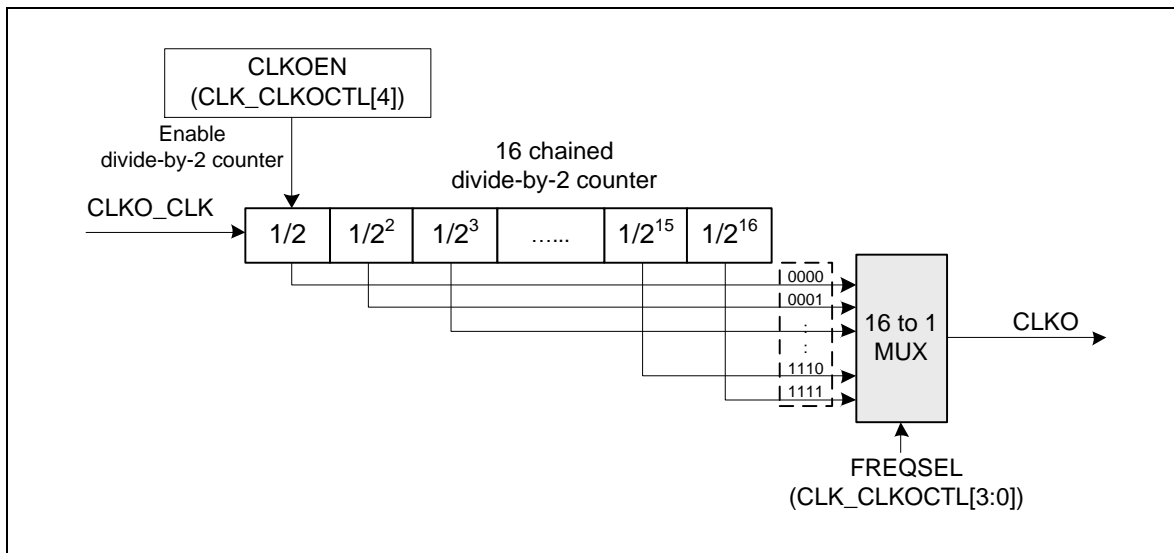 CLKOEN
(CLK_CLKOCTL[4])
Enable
divide-by-2 counter
16 chained
divide-by-2 counter
CLKO_CLK
1/2 1/2² 1/2³ …... 1/2¹⁵ 1/2¹⁶
0000
0001
:
:
1110
1111
16 to 1
MUX
CLKO
FREQSEL
(CLK_CLKOCTL[3:0])